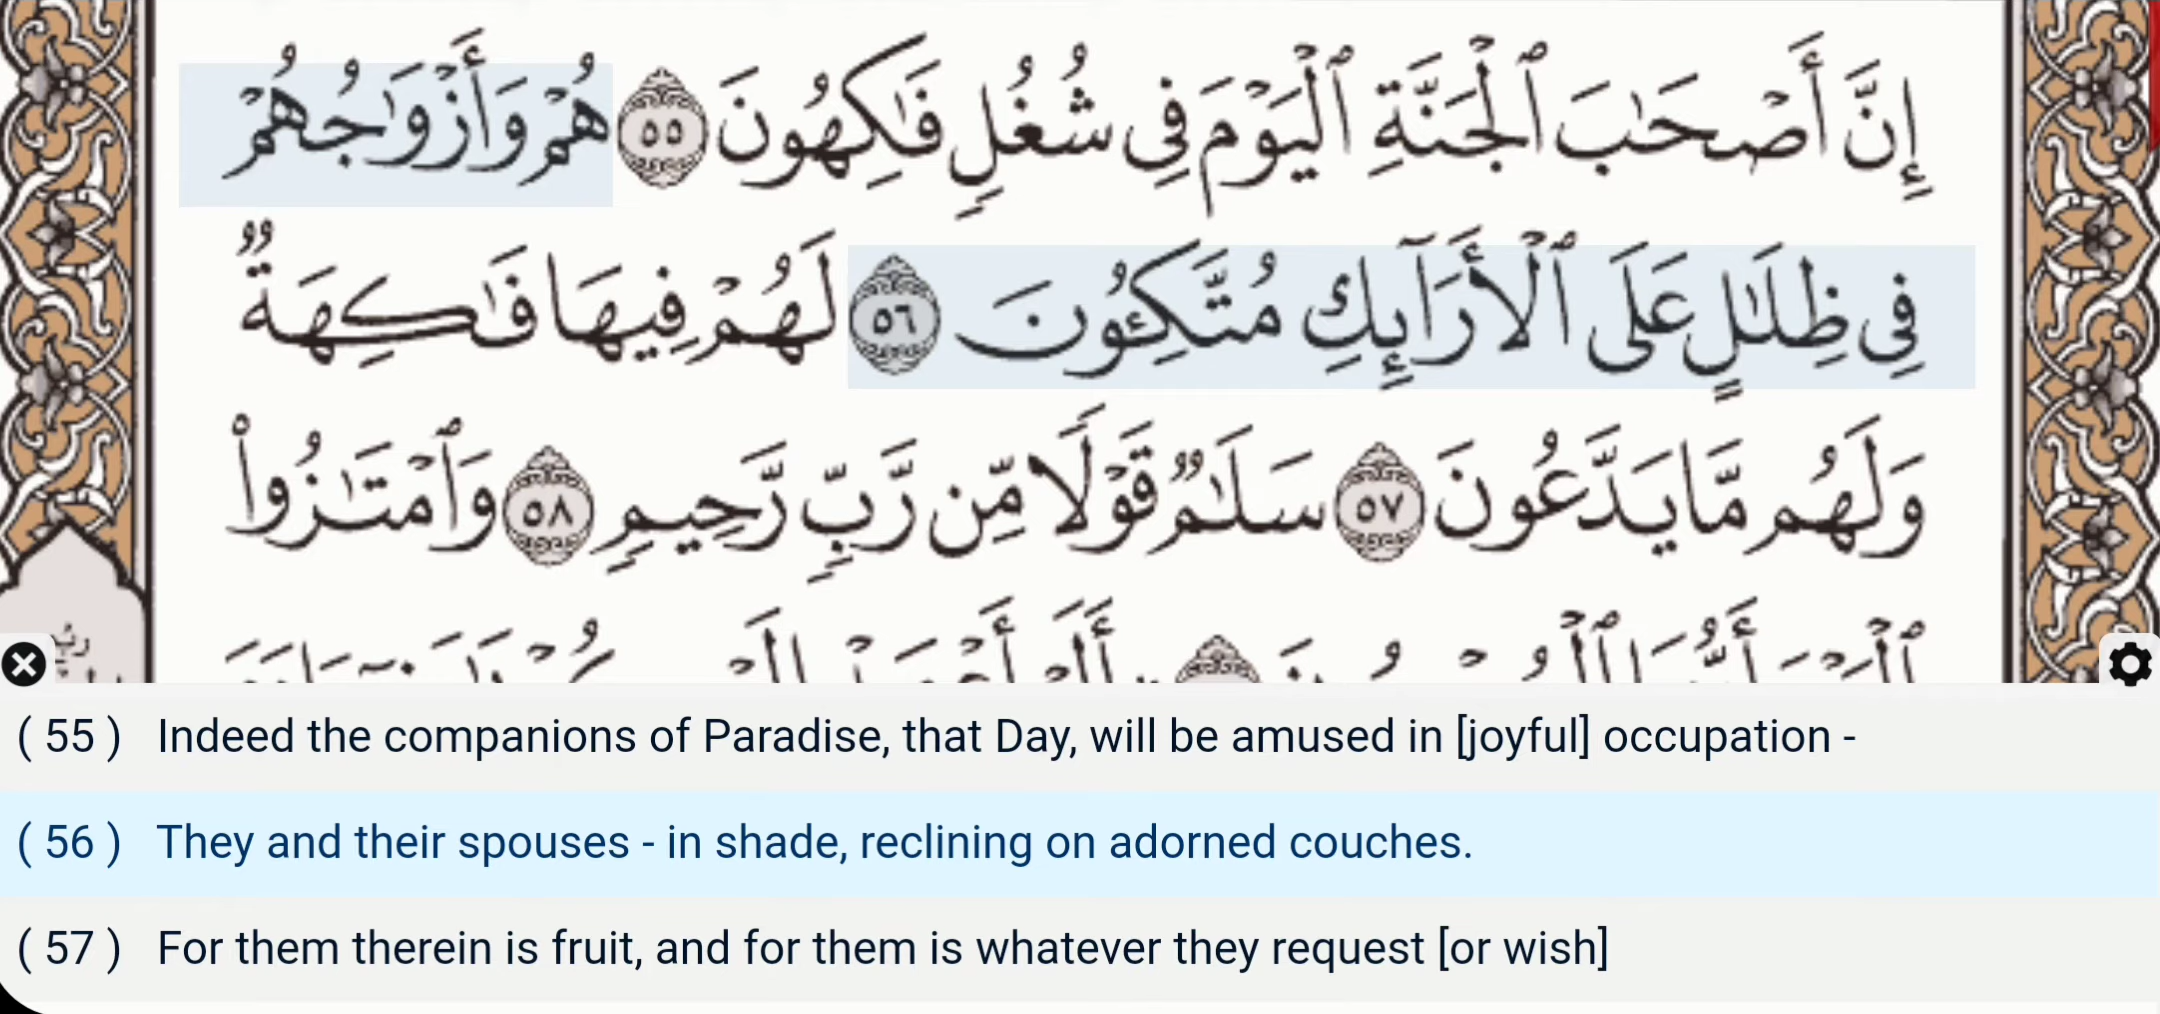 إِنَّ أَصْحَٰبَ ٱلْجَنَّةِ ٱلْيَوْمَ فِى شُغُلٍ فَٰكِهُونَ ٥٥ هُمْ وَأَزْوَٰجُهُمْ
فِى ظِلَٰلٍ عَلَى ٱلْأَرَآئِكِ مُتَّكِـُٔونَ ٥٦ لَهُمْ فِيهَا فَٰكِهَةٌ
وَلَهُم مَّا يَدَّعُونَ ٥٧ سَلَٰمٌ قَوْلًا مِّن رَّبٍّ رَّحِيمٍ ٥٨ وَٱمْتَٰزُوا۟
( 55 ) Indeed the companions of Paradise, that Day, will be amused in [joyful] occupation -
( 56 ) They and their spouses - in shade, reclining on adorned couches.
( 57 ) For them therein is fruit, and for them is whatever they request [or wish]